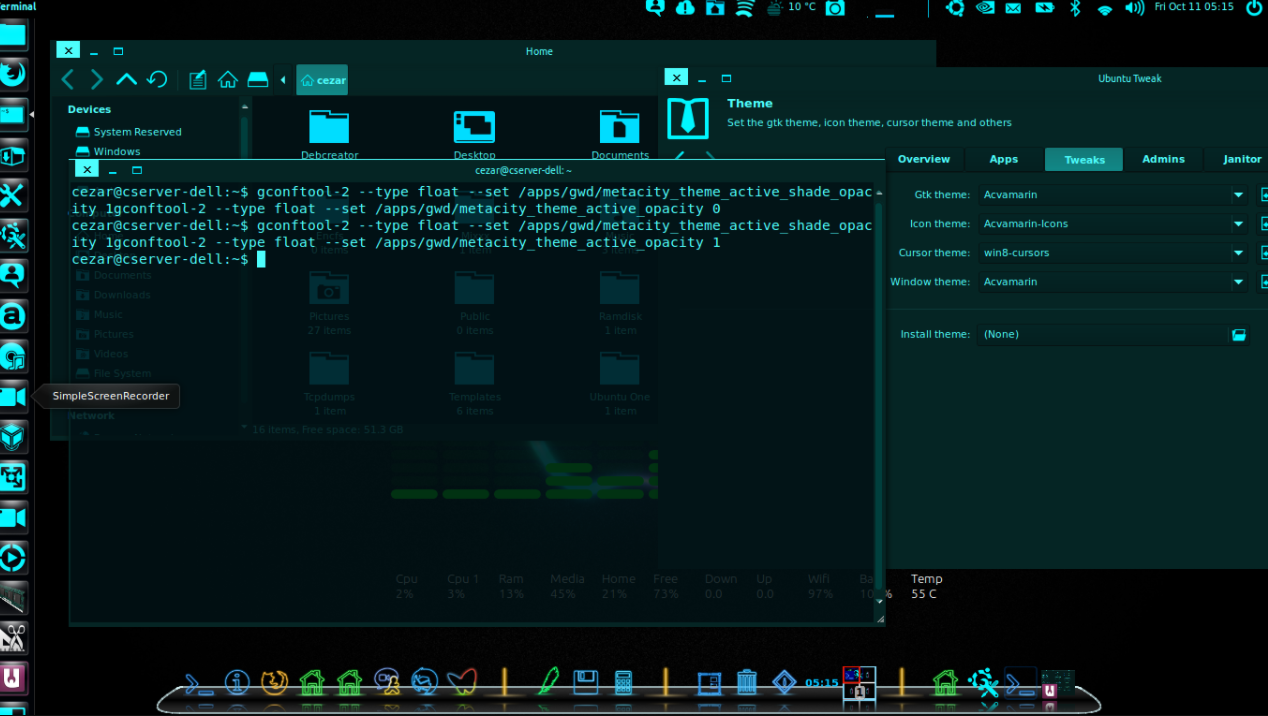 Terminal
10 °C
Fri Oct 11 05:15
Home
cezar
Devices
System Reserved
Windows
Debcreator
Desktop
Documents
Ubuntu Tweak
Theme
Set the gtk theme, icon theme, cursor theme and others
Overview
Apps
Tweaks
Admins
Janitor
Gtk theme: Acvamarin
Icon theme: Acvamarin-Icons
Cursor theme: win8-cursors
Window theme: Acvamarin
Install theme: (None)
cezar@cserver-dell: ~
cezar@cserver-dell:~$ gconftool-2 --type float --set /apps/gwd/metacity_theme_active_shade_opac
ity 1gconftool-2 --type float --set /apps/gwd/metacity_theme_active_opacity 0
cezar@cserver-dell:~$ gconftool-2 --type float --set /apps/gwd/metacity_theme_active_shade_opac
ity 1gconftool-2 --type float --set /apps/gwd/metacity_theme_active_opacity 1
cezar@cserver-dell:~$
Documents
Downloads
Music
Pictures
Videos
File System
Network
Pictures
27 items
Public
0 items
Ramdisk
1 item
Tcpdumps
1 item
Templates
6 items
Ubuntu One
1 item
16 items, Free space: 51.3 GB
SimpleScreenRecorder
Cpu Cpu 1 Ram Media Home Free Down Up Wifi Temp
2% 3% 13% 45% 21% 73% 0.0 0.0 97% 55 C
05:15
1